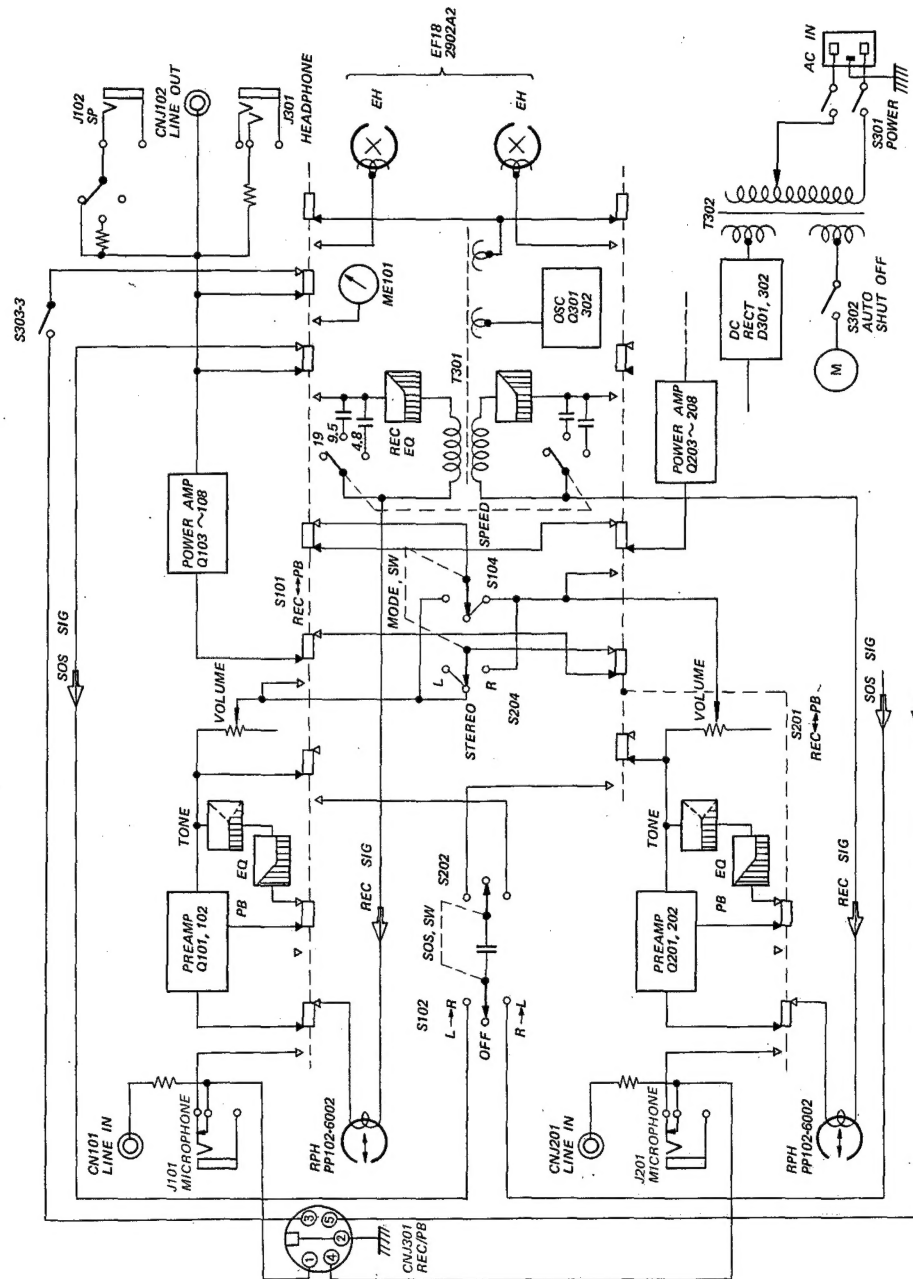 S303-3
J102
SP
CNJ102
LINE OUT
J301
HEADPHONE
EF18
2902A2
EH
EH
AC IN
S301
POWER
T302
S302
AUTO
SHUT OFF
M
DC
RECT
D301, 302
ME101
OSC
Q301
302
T301
REC
EQ
19
9.5
4.8
SPEED
POWER AMP
Q103～108
POWER AMP
Q203～208
S101
REC↔PB
MODE, SW
S104
STEREO
L
R
S204
SOS SIG
VOLUME
TONE
EQ
PB
PREAMP
Q101, 102
REC SIG
SOS, SW
S202
S102
L→R
OFF
R→L
VOLUME
S201
REC↔PB
SOS SIG
TONE
EQ
PB
PREAMP
Q201, 202
REC SIG
CN101
LINE IN
J101
MICROPHONE
RPH
PP102-6002
CNJ201
LINE IN
J201
MICROPHONE
RPH
PP102-6002
1
2
3
4
5
CNJ301
REC/PB